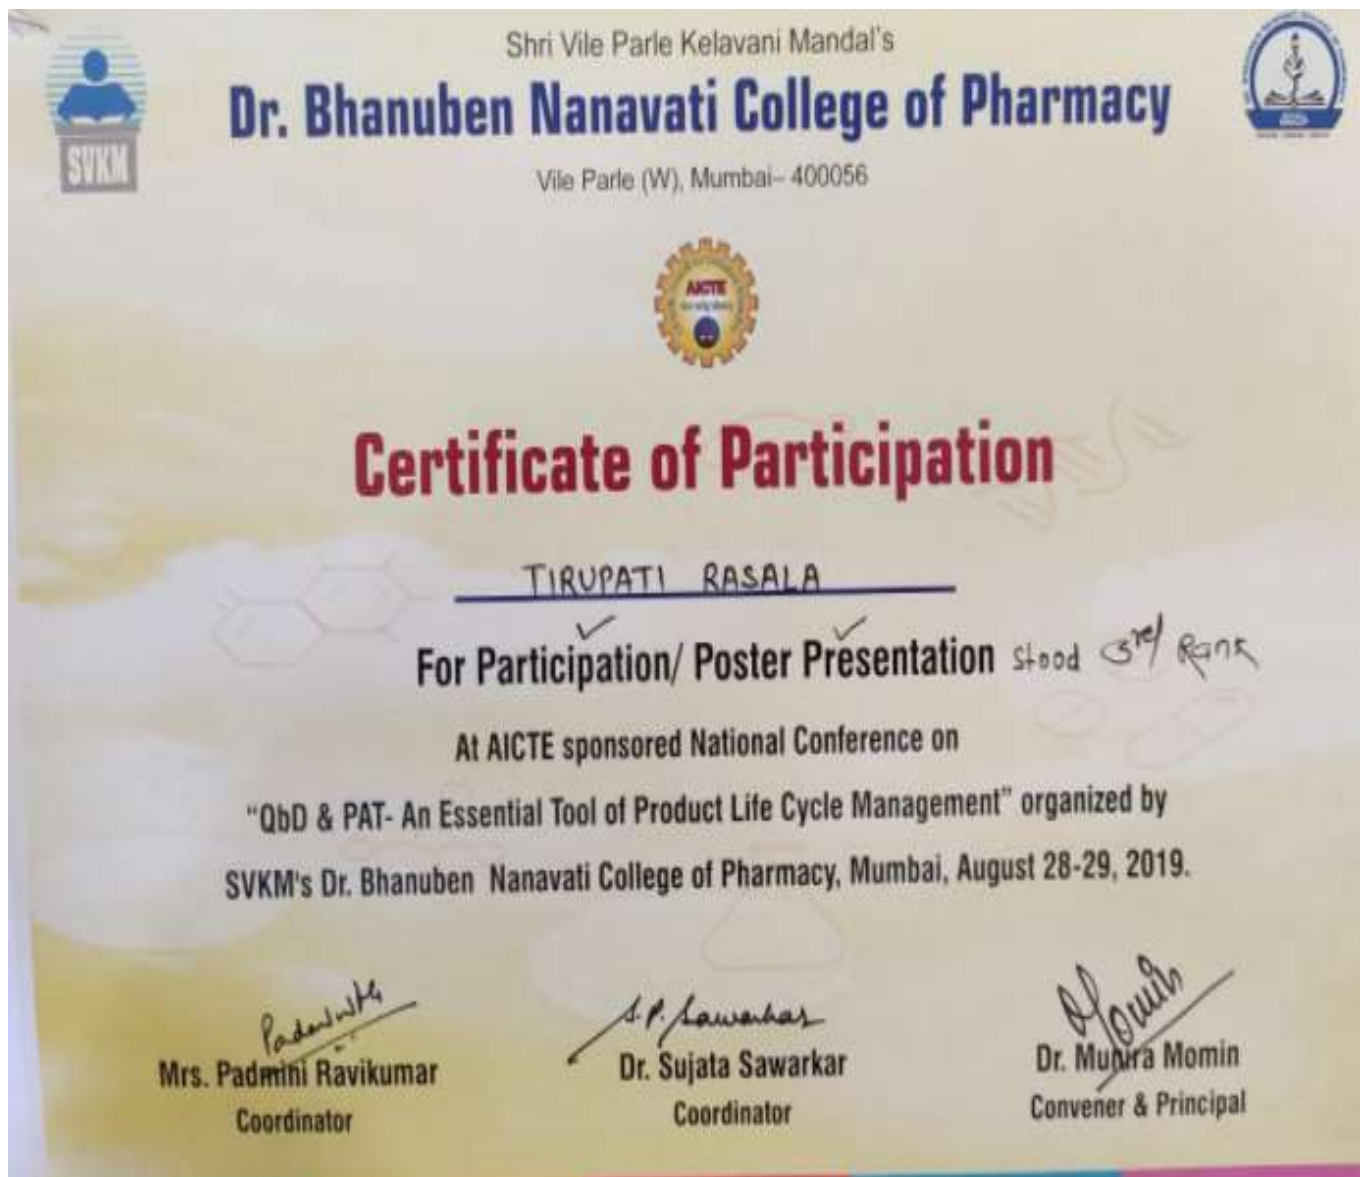 SVKM
Shri Vile Parle Kelavani Mandal's
Dr. Bhanuben Nanavati College of Pharmacy
Vile Parle (W), Mumbai– 400056
AICTE
Certificate of Participation
TIRUPATI RASALA
For Participation/ Poster Presentation stood 3rd Rank
At AICTE sponsored National Conference on
“QbD & PAT- An Essential Tool of Product Life Cycle Management” organized by
SVKM's Dr. Bhanuben Nanavati College of Pharmacy, Mumbai, August 28-29, 2019.
S.P. Sawarkar
Mrs. Padmini Ravikumar
Coordinator
Dr. Sujata Sawarkar
Coordinator
Dr. Munira Momin
Convener & Principal